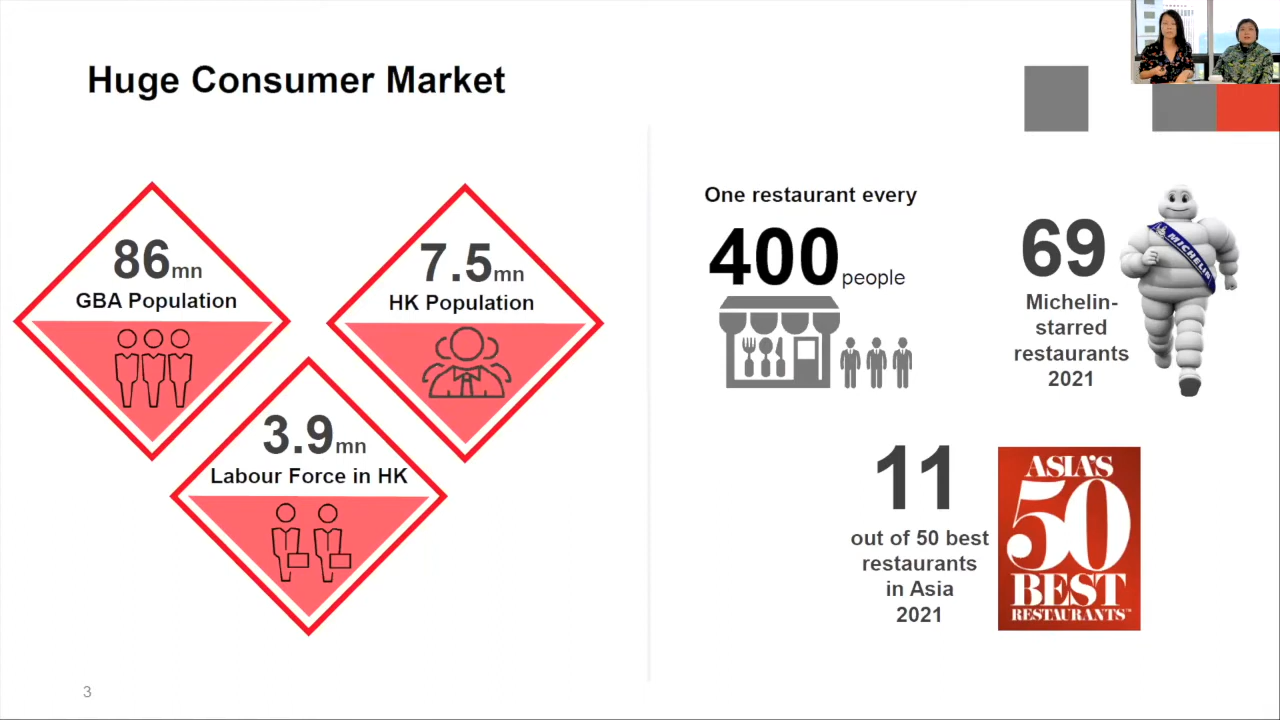 Huge Consumer Market
86mn
GBA Population
7.5mn
HK Population
3.9mn
Labour Force in HK
One restaurant every
400 people
69
Michelin-
starred
restaurants
2021
MICHELIN
11
out of 50 best
restaurants
in Asia
2021
ASIA'S
50
BEST
RESTAURANTS™
3